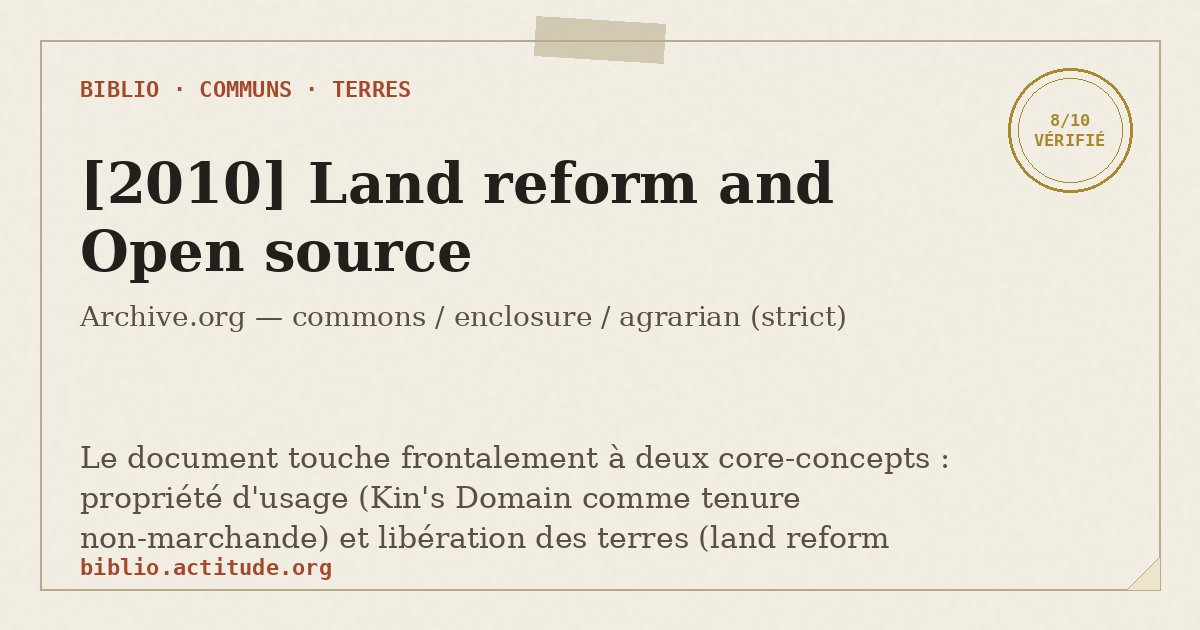 BIBLIO · COMMUNS · TERRES
8/10
VÉRIFIÉ
[2010] Land reform and
Open source
Archive.org — commons / enclosure / agrarian (strict)
Le document touche frontalement à deux core-concepts :
propriété d'usage (Kin's Domain comme tenure
non-marchande) et libération des terres (land reform
biblio.actitude.org